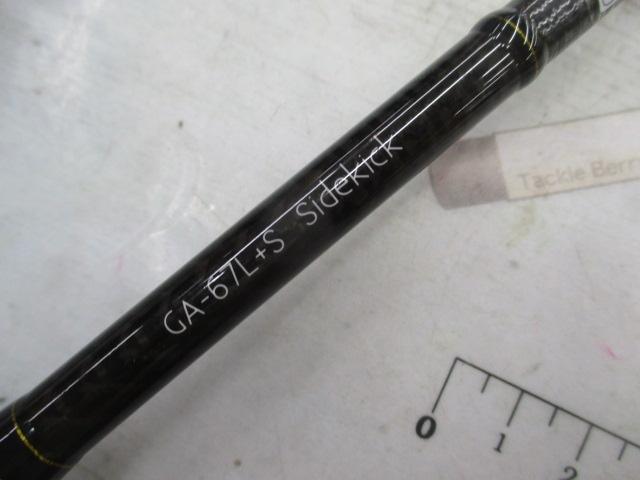 GA-67L+S Sidekick
Tackle Berr
0 1 2